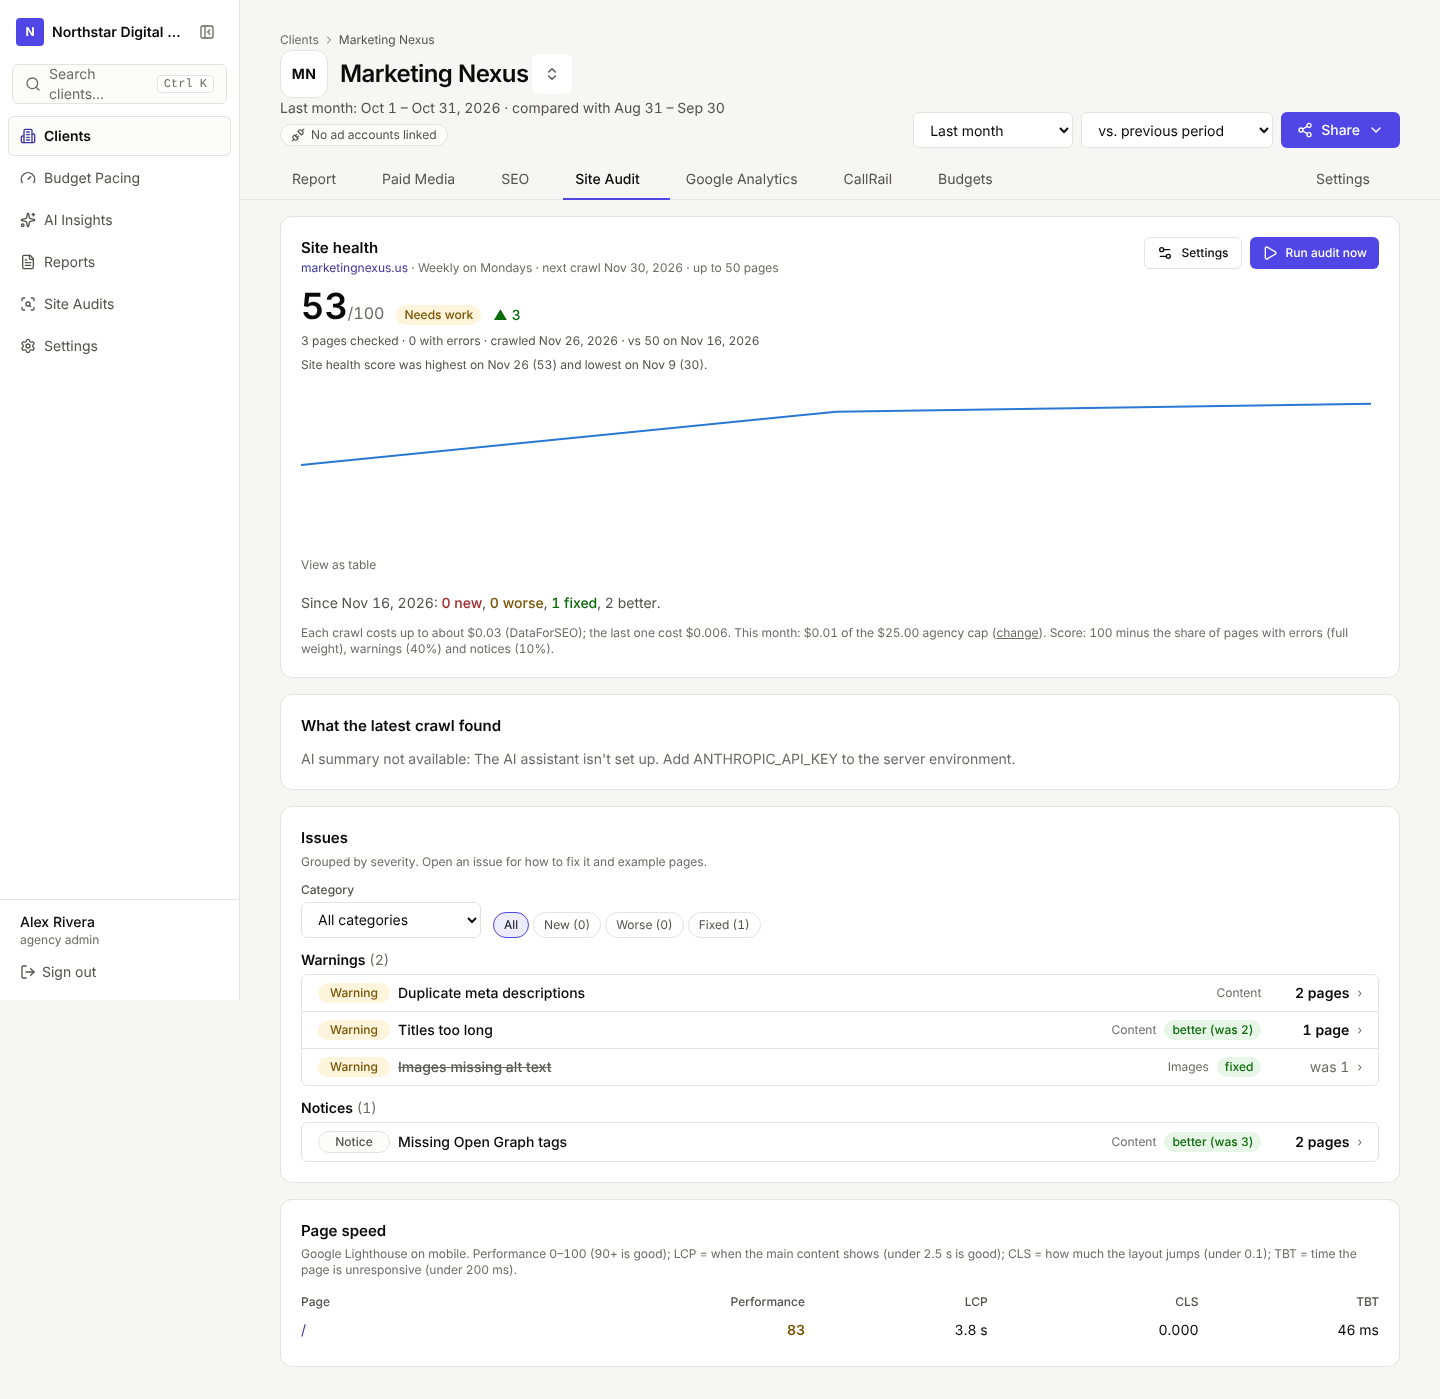 N Northstar Digital ...
Search clients... Ctrl K
Clients
Budget Pacing
AI Insights
Reports
Site Audits
Settings
Alex Rivera
agency admin
Sign out
Clients › Marketing Nexus
MN Marketing Nexus
Last month: Oct 1 – Oct 31, 2026 · compared with Aug 31 – Sep 30
No ad accounts linked
Last month vs. previous period Share
Report Paid Media SEO Site Audit Google Analytics CallRail Budgets Settings
Site health
marketingnexus.us · Weekly on Mondays · next crawl Nov 30, 2026 · up to 50 pages
Settings Run audit now
53/100 Needs work ▲ 3
3 pages checked · 0 with errors · crawled Nov 26, 2026 · vs 50 on Nov 16, 2026
Site health score was highest on Nov 26 (53) and lowest on Nov 9 (30).
View as table
Since Nov 16, 2026: 0 new, 0 worse, 1 fixed, 2 better.
Each crawl costs up to about $0.03 (DataForSEO); the last one cost $0.006. This month: $0.01 of the $25.00 agency cap (change). Score: 100 minus the share of pages with errors (full
weight), warnings (40%) and notices (10%).
What the latest crawl found
AI summary not available: The AI assistant isn't set up. Add ANTHROPIC_API_KEY to the server environment.
Issues
Grouped by severity. Open an issue for how to fix it and example pages.
Category
All categories All New (0) Worse (0) Fixed (1)
Warnings (2)
Warning Duplicate meta descriptions Content 2 pages ›
Warning Titles too long Content better (was 2) 1 page ›
Warning Images missing alt text Images fixed was 1 ›
Notices (1)
Notice Missing Open Graph tags Content better (was 3) 2 pages ›
Page speed
Google Lighthouse on mobile. Performance 0–100 (90+ is good); LCP = when the main content shows (under 2.5 s is good); CLS = how much the layout jumps (under 0.1); TBT = time the
page is unresponsive (under 200 ms).
Page Performance LCP CLS TBT
/ 83 3.8 s 0.000 46 ms